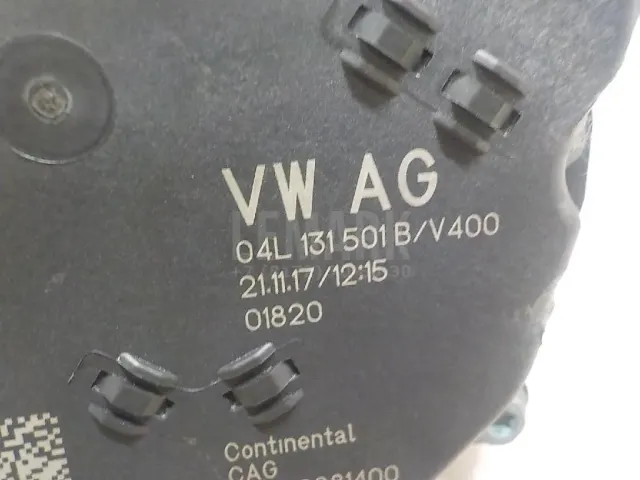 VW AG
04L 131 501 B/V400
21.11.17/12:15
01820
Continental
CAG